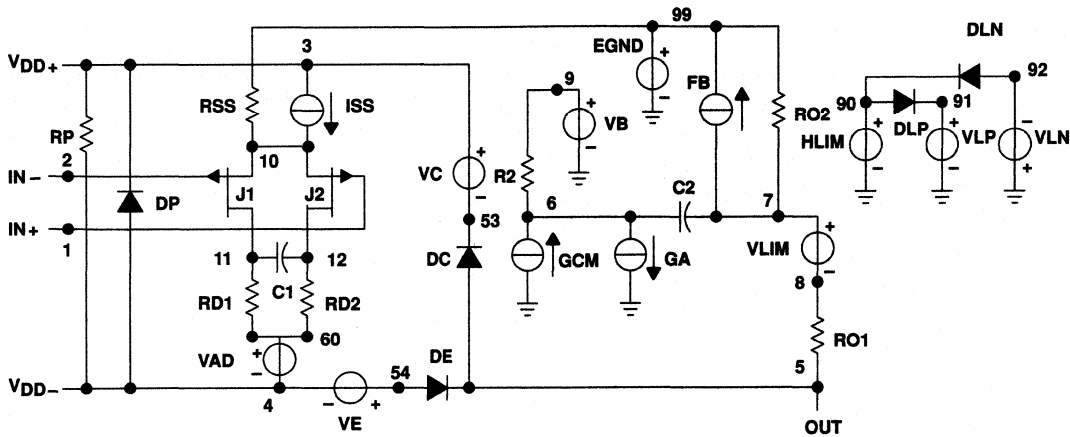 99
DLN
3
EGND
+
92
VDD+
9
FB
+
-
90
91
RSS
ISS
+
VB
-
RO2
DLP
-
RP
+
HLIM
-
+
VLP
-
VLN
+
2
10
+
VC
-
R2
IN-
J1
J2
C2
DP
53
6
7
IN+
+
VLIM
-
1
DC
GCM
GA
11
12
8
C1
RD1
RD2
RO1
60
+
VAD
-
DE
5
VDD-
54
4
-
VE
+
OUT